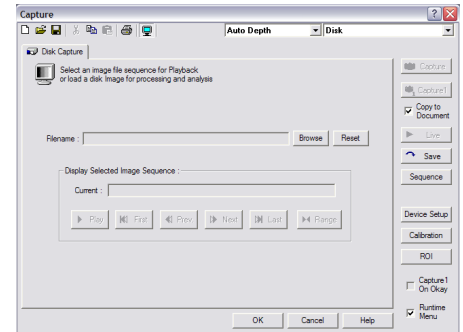 Capture
Auto Depth
Disk
Disk Capture
Select an image file sequence for Playback
or load a disk Image for processing and analysis
Filename :
Browse
Reset
Display Selected Image Sequence :
Current :
Play
First
Prev
Next
Last
Range
Capture
Capture1
Copy to
Document
Live
Save
Sequence
Device Setup
Calibration
ROI
Capture1
On Okay
Runtime
Menu
OK
Cancel
Help